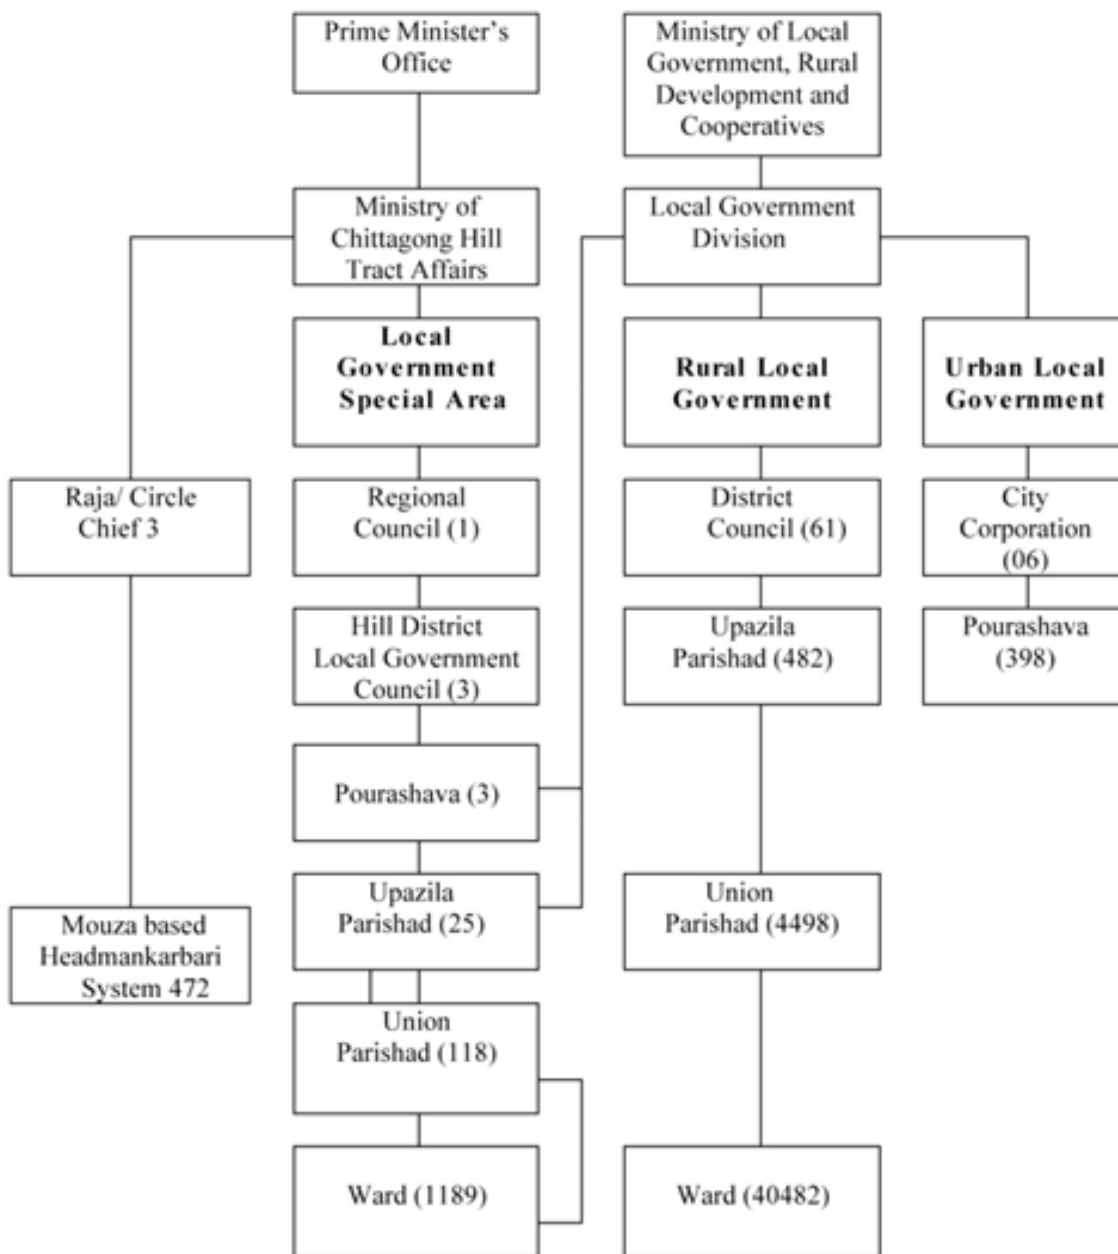 Prime Minister's
Office
Ministry of Local
Government, Rural
Development and
Cooperatives
Ministry of
Chittagong Hill
Tract Affairs
Local Government
Division
Local
Government
Special Area
Rural Local
Government
Urban Local
Government
Raja/ Circle
Chief 3
Regional
Council (1)
District
Council (61)
City
Corporation
(06)
Hill District
Local Government
Council (3)
Upazila
Parishad (482)
Pourashava
(398)
Pourashava (3)
Upazila
Parishad (25)
Union
Parishad (4498)
Mouza based
Headmankarbari
System 472
Union
Parishad (118)
Ward (1189)
Ward (40482)